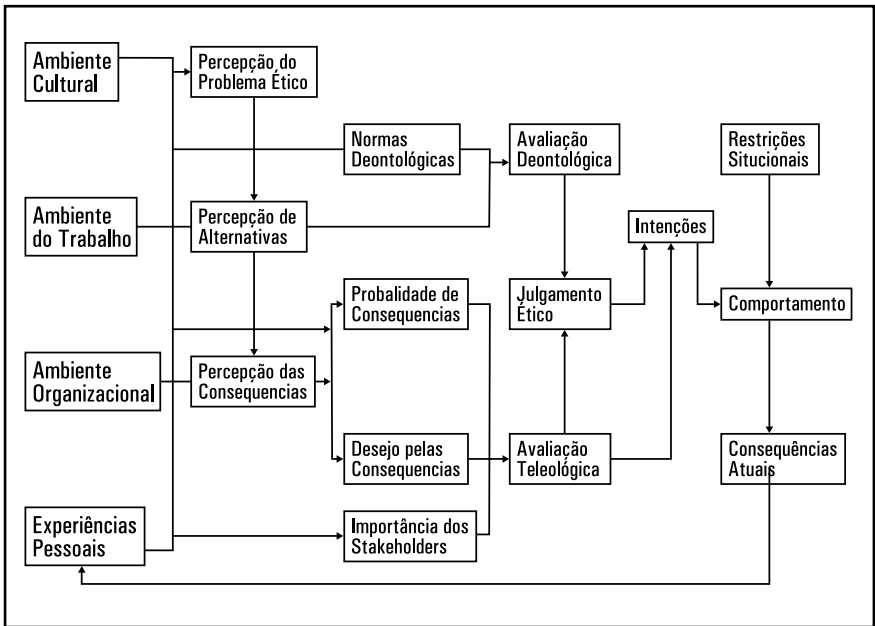 Ambiente
Cultural
Percepção do
Problema Ético
Normas
Deontológicas
Avaliação
Deontológica
Restrições
Situcionais
Ambiente
do Trabalho
Percepção de
Alternativas
Intenções
Probalidade de
Consequencias
Julgamento
Ético
Comportamento
Ambiente
Organizacional
Percepção das
Consequencias
Desejo pelas
Consequencias
Avaliação
Teleológica
Consequências
Atuais
Experiências
Pessoais
Importância dos
Stakeholders